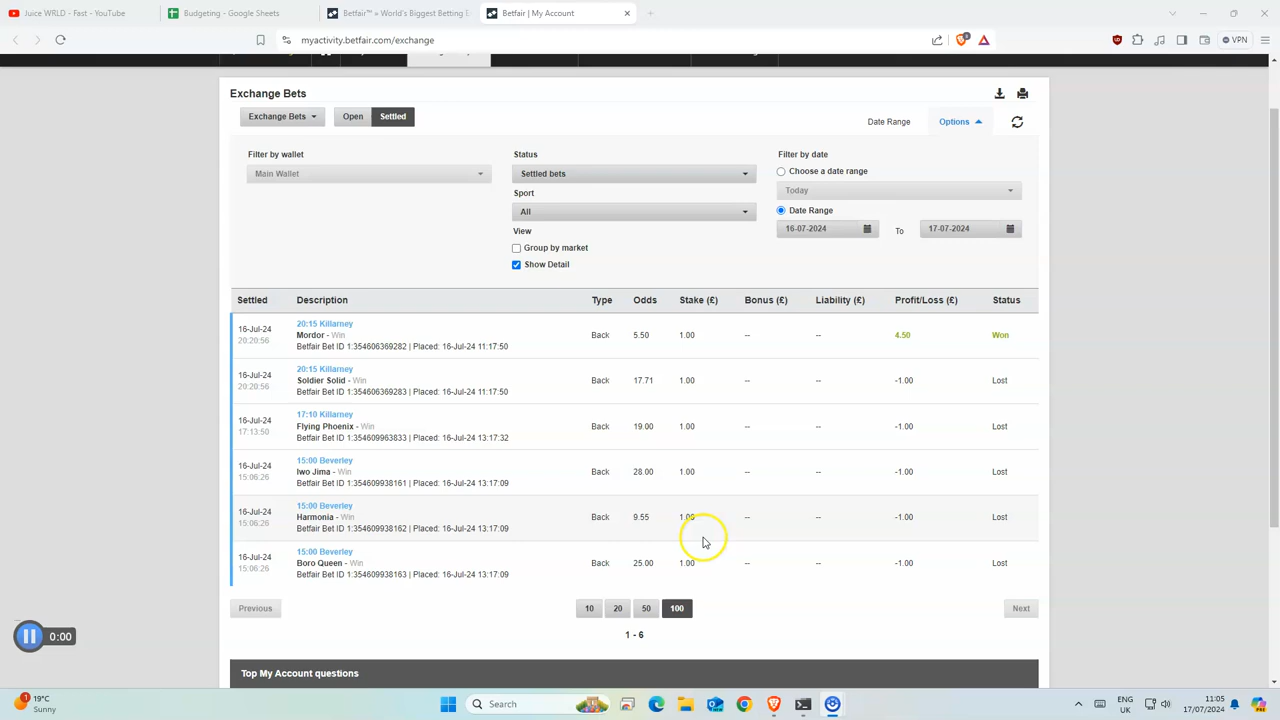 Juice WRLD - Fast - YouTube
Budgeting - Google Sheets
Betfair™ » World's Biggest Betting E
Betfair | My Account
myactivity.betfair.com/exchange
VPN
Exchange Bets
Exchange Bets Open Settled
Date Range Options
Filter by wallet
Main Wallet
Status
Settled bets
Sport
All
View
Group by market
Show Detail
Filter by date
Choose a date range
Today
Date Range
16-07-2024 To 17-07-2024
Settled Description Type Odds Stake (£) Bonus (£) Liability (£) Profit/Loss (£) Status
20:15 Killarney
16-Jul-24 Mordor - Win Back 5.50 1.00 -- -- 4.50 Won
20:20:56 Betfair Bet ID 1:354606369282 | Placed: 16-Jul-24 11:17:50
20:15 Killarney
16-Jul-24 Soldier Solid - Win Back 17.71 1.00 -- -- -1.00 Lost
20:20:56 Betfair Bet ID 1:354606369283 | Placed: 16-Jul-24 11:17:50
17:10 Killarney
16-Jul-24 Flying Phoenix - Win Back 19.00 1.00 -- -- -1.00 Lost
17:13:50 Betfair Bet ID 1:354609963833 | Placed: 16-Jul-24 13:17:32
15:00 Beverley
16-Jul-24 Iwo Jima - Win Back 28.00 1.00 -- -- -1.00 Lost
15:06:26 Betfair Bet ID 1:354609938161 | Placed: 16-Jul-24 13:17:09
15:00 Beverley
16-Jul-24 Harmonia - Win Back 9.55 1.00 -- -- -1.00 Lost
15:06:26 Betfair Bet ID 1:354609938162 | Placed: 16-Jul-24 13:17:09
15:00 Beverley
16-Jul-24 Boro Queen - Win Back 25.00 1.00 -- -- -1.00 Lost
15:06:26 Betfair Bet ID 1:354609938163 | Placed: 16-Jul-24 13:17:09
Previous 10 20 50 100 Next
1 - 6
0:00
Top My Account questions
19°C
Sunny
Search
ENG
UK
11:05
17/07/2024